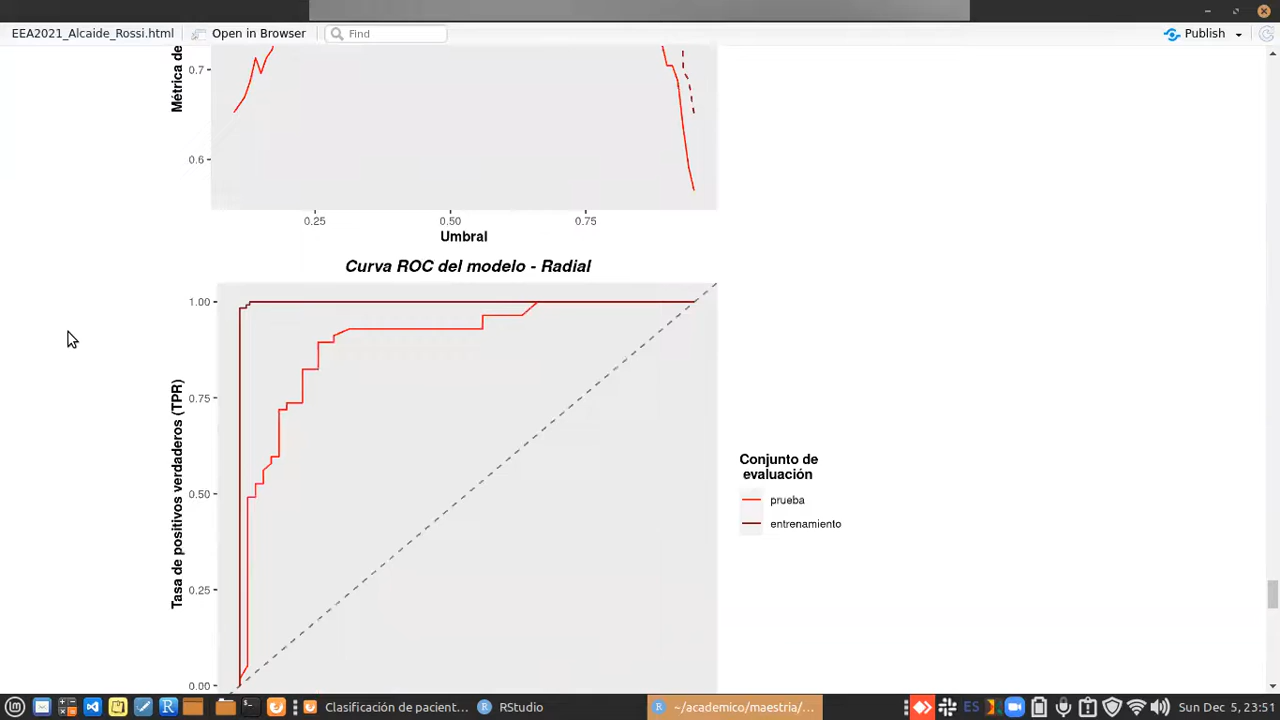 EEA2021_Alcaide_Rossi.html
Open in Browser
Find
Publish
Métrica de
0.7
0.6
0.25
0.50
0.75
Umbral
Curva ROC del modelo - Radial
1.00
0.75
0.50
0.25
0.00
Tasa de positivos verdaderos (TPR)
Conjunto de
evaluación
prueba
entrenamiento
Clasificación de pacient...
RStudio
~/academico/maestria/...
ES
Sun Dec 5, 23:51